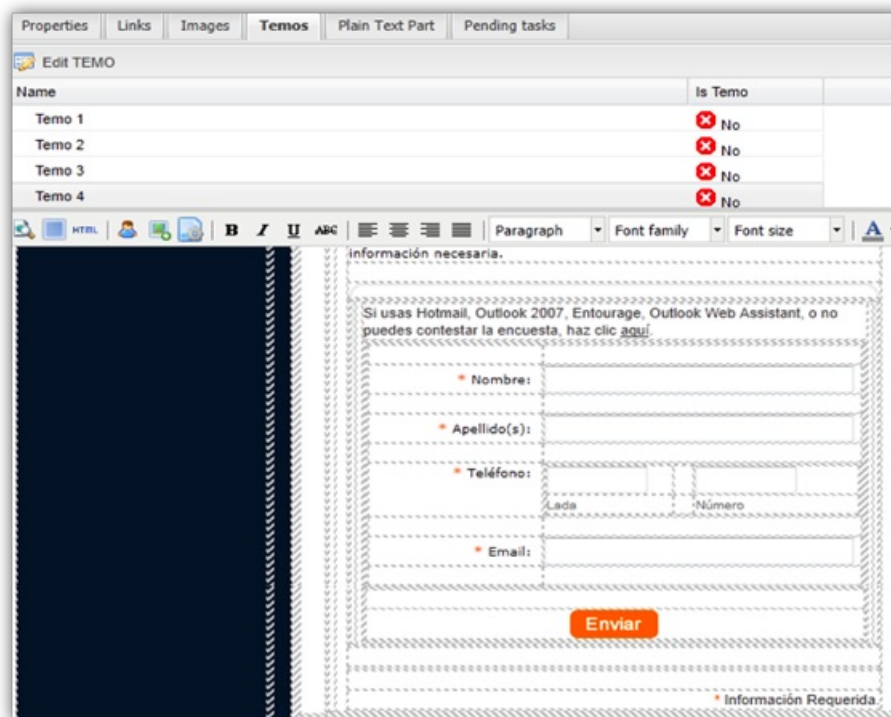 Properties Links Images Temos Plain Text Part Pending tasks
Edit TEMO
Name Is Temo
Temo 1 No
Temo 2 No
Temo 3 No
Temo 4 No
HTML B I U ABC Paragraph Font family Font size A
información necesaria.
Si usas Hotmail, Outlook 2007, Entourage, Outlook Web Assistant, o no
puedes contestar la encuesta, haz clic aquí.
* Nombre:
* Apellido(s):
* Teléfono:
Lada Número
* Email:
Enviar
* Información Requerida